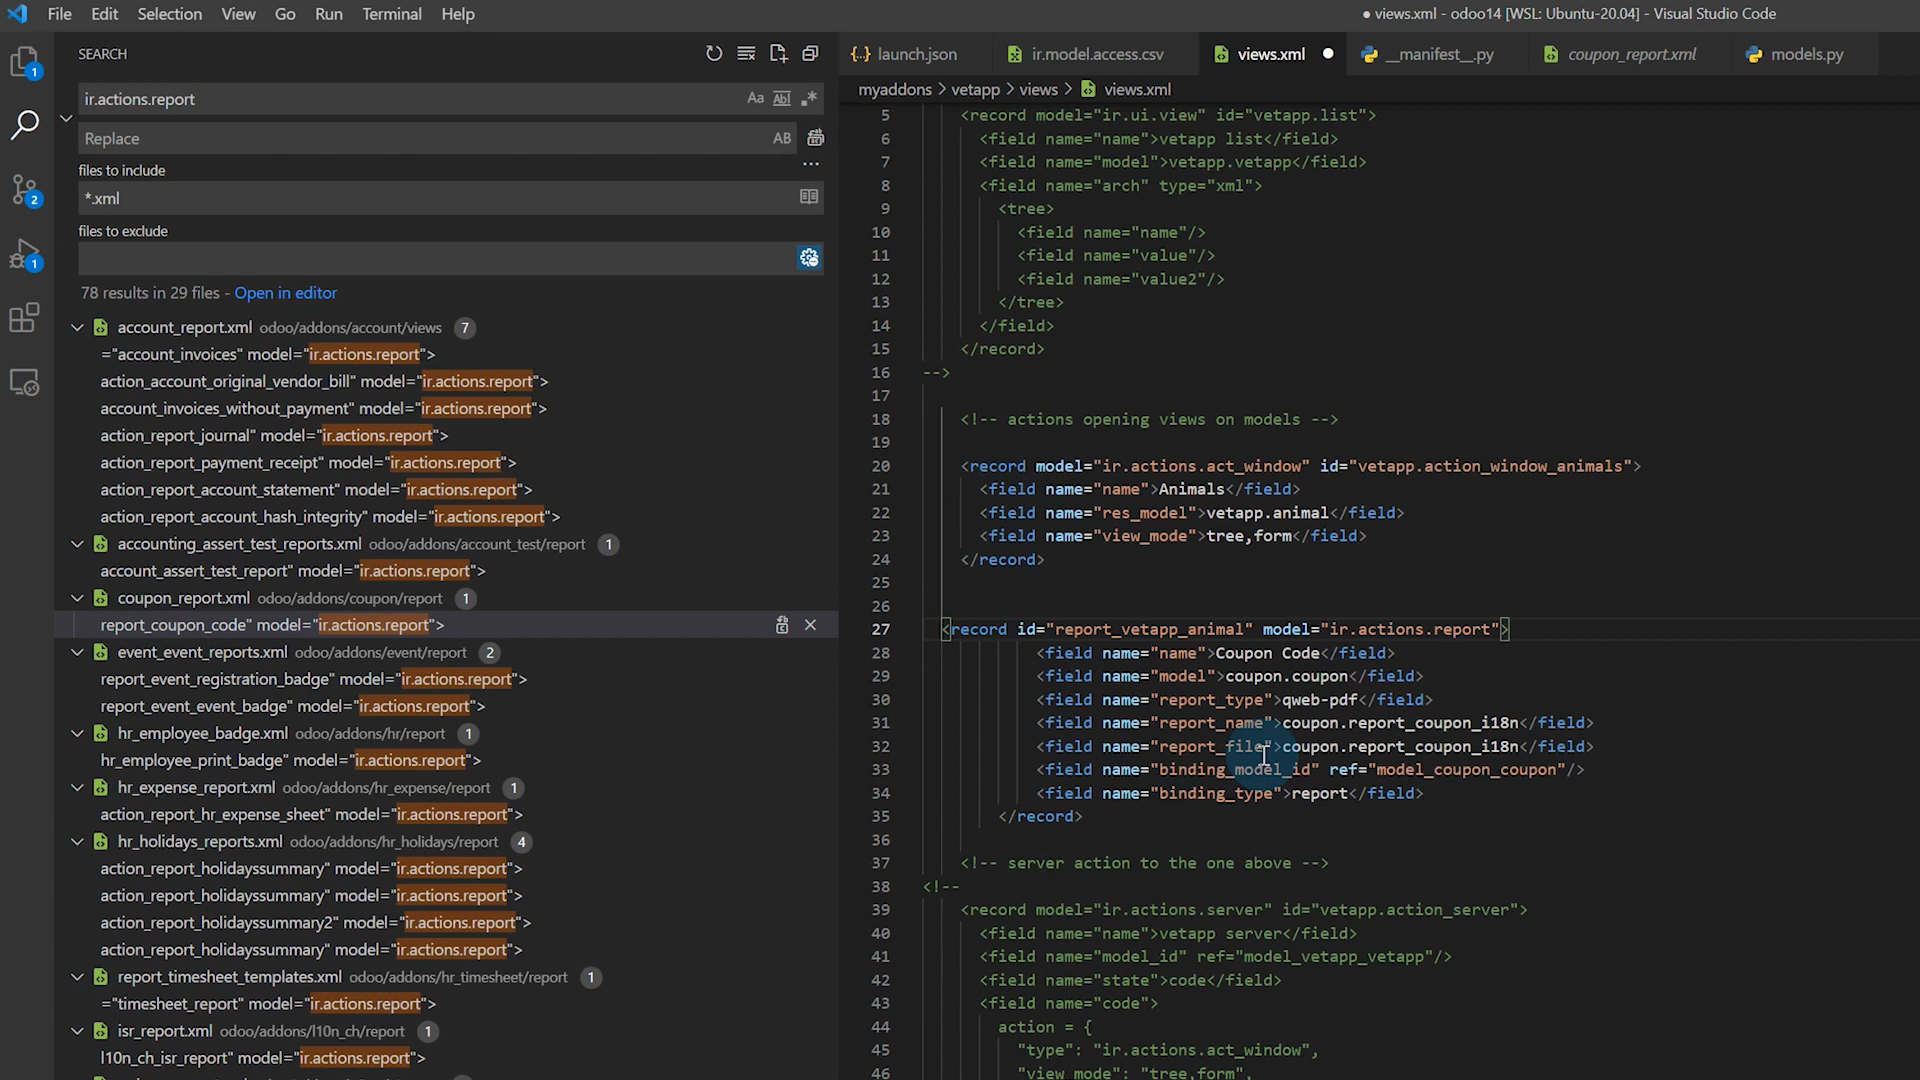 File Edit Selection View Go Run Terminal Help
● views.xml - odoo14 [WSL: Ubuntu-20.04] - Visual Studio Code
1
2
1
SEARCH
ir.actions.report
Aa Ab .*
Replace
AB
...
files to include
*.xml
files to exclude
78 results in 29 files - Open in editor
account_report.xml odoo/addons/account/views 7
="account_invoices" model="ir.actions.report">
action_account_original_vendor_bill" model="ir.actions.report">
account_invoices_without_payment" model="ir.actions.report">
action_report_journal" model="ir.actions.report">
action_report_payment_receipt" model="ir.actions.report">
action_report_account_statement" model="ir.actions.report">
action_report_account_hash_integrity" model="ir.actions.report">
accounting_assert_test_reports.xml odoo/addons/account_test/report 1
account_assert_test_report" model="ir.actions.report">
coupon_report.xml odoo/addons/coupon/report 1
report_coupon_code" model="ir.actions.report">
event_event_reports.xml odoo/addons/event/report 2
report_event_registration_badge" model="ir.actions.report">
report_event_event_badge" model="ir.actions.report">
hr_employee_badge.xml odoo/addons/hr/report 1
hr_employee_print_badge" model="ir.actions.report">
hr_expense_report.xml odoo/addons/hr_expense/report 1
action_report_hr_expense_sheet" model="ir.actions.report">
hr_holidays_reports.xml odoo/addons/hr_holidays/report 4
action_report_holidayssummary" model="ir.actions.report">
action_report_holidayssummary" model="ir.actions.report">
action_report_holidayssummary2" model="ir.actions.report">
action_report_holidayssummary" model="ir.actions.report">
report_timesheet_templates.xml odoo/addons/hr_timesheet/report 1
="timesheet_report" model="ir.actions.report">
isr_report.xml odoo/addons/l10n_ch/report 1
l10n_ch_isr_report" model="ir.actions.report">
launch.json ir.model.access.csv views.xml __manifest__.py coupon_report.xml models.py
myaddons > vetapp > views > views.xml
5 <record model="ir.ui.view" id="vetapp.list">
6 <field name="name">vetapp list</field>
7 <field name="model">vetapp.vetapp</field>
8 <field name="arch" type="xml">
9 <tree>
10 <field name="name"/>
11 <field name="value"/>
12 <field name="value2"/>
13 </tree>
14 </field>
15 </record>
16 -->
17
18 <!-- actions opening views on models -->
19
20 <record model="ir.actions.act_window" id="vetapp.action_window_animals">
21 <field name="name">Animals</field>
22 <field name="res_model">vetapp.animal</field>
23 <field name="view_mode">tree,form</field>
24 </record>
25
26
27 <record id="report_vetapp_animal" model="ir.actions.report">
28 <field name="name">Coupon Code</field>
29 <field name="model">coupon.coupon</field>
30 <field name="report_type">qweb-pdf</field>
31 <field name="report_name">coupon.report_coupon_i18n</field>
32 <field name="report_file">coupon.report_coupon_i18n</field>
33 <field name="binding_model_id" ref="model_coupon_coupon"/>
34 <field name="binding_type">report</field>
35 </record>
36
37 <!-- server action to the one above -->
38 <!--
39 <record model="ir.actions.server" id="vetapp.action_server">
40 <field name="name">vetapp server</field>
41 <field name="model_id" ref="model_vetapp_vetapp"/>
42 <field name="state">code</field>
43 <field name="code">
44 action = {
45 "type": "ir.actions.act_window",
46 "view_mode": "tree,form",